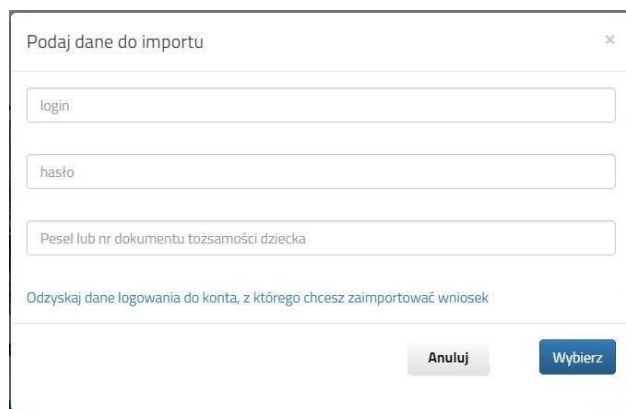 Podaj dane do importu
×
login
hasło
Pesel lub nr dokumentu tożsamości dziecka
Odzyskaj dane logowania do konta, z którego chcesz zaimportować wniosek
Anuluj
Wybierz